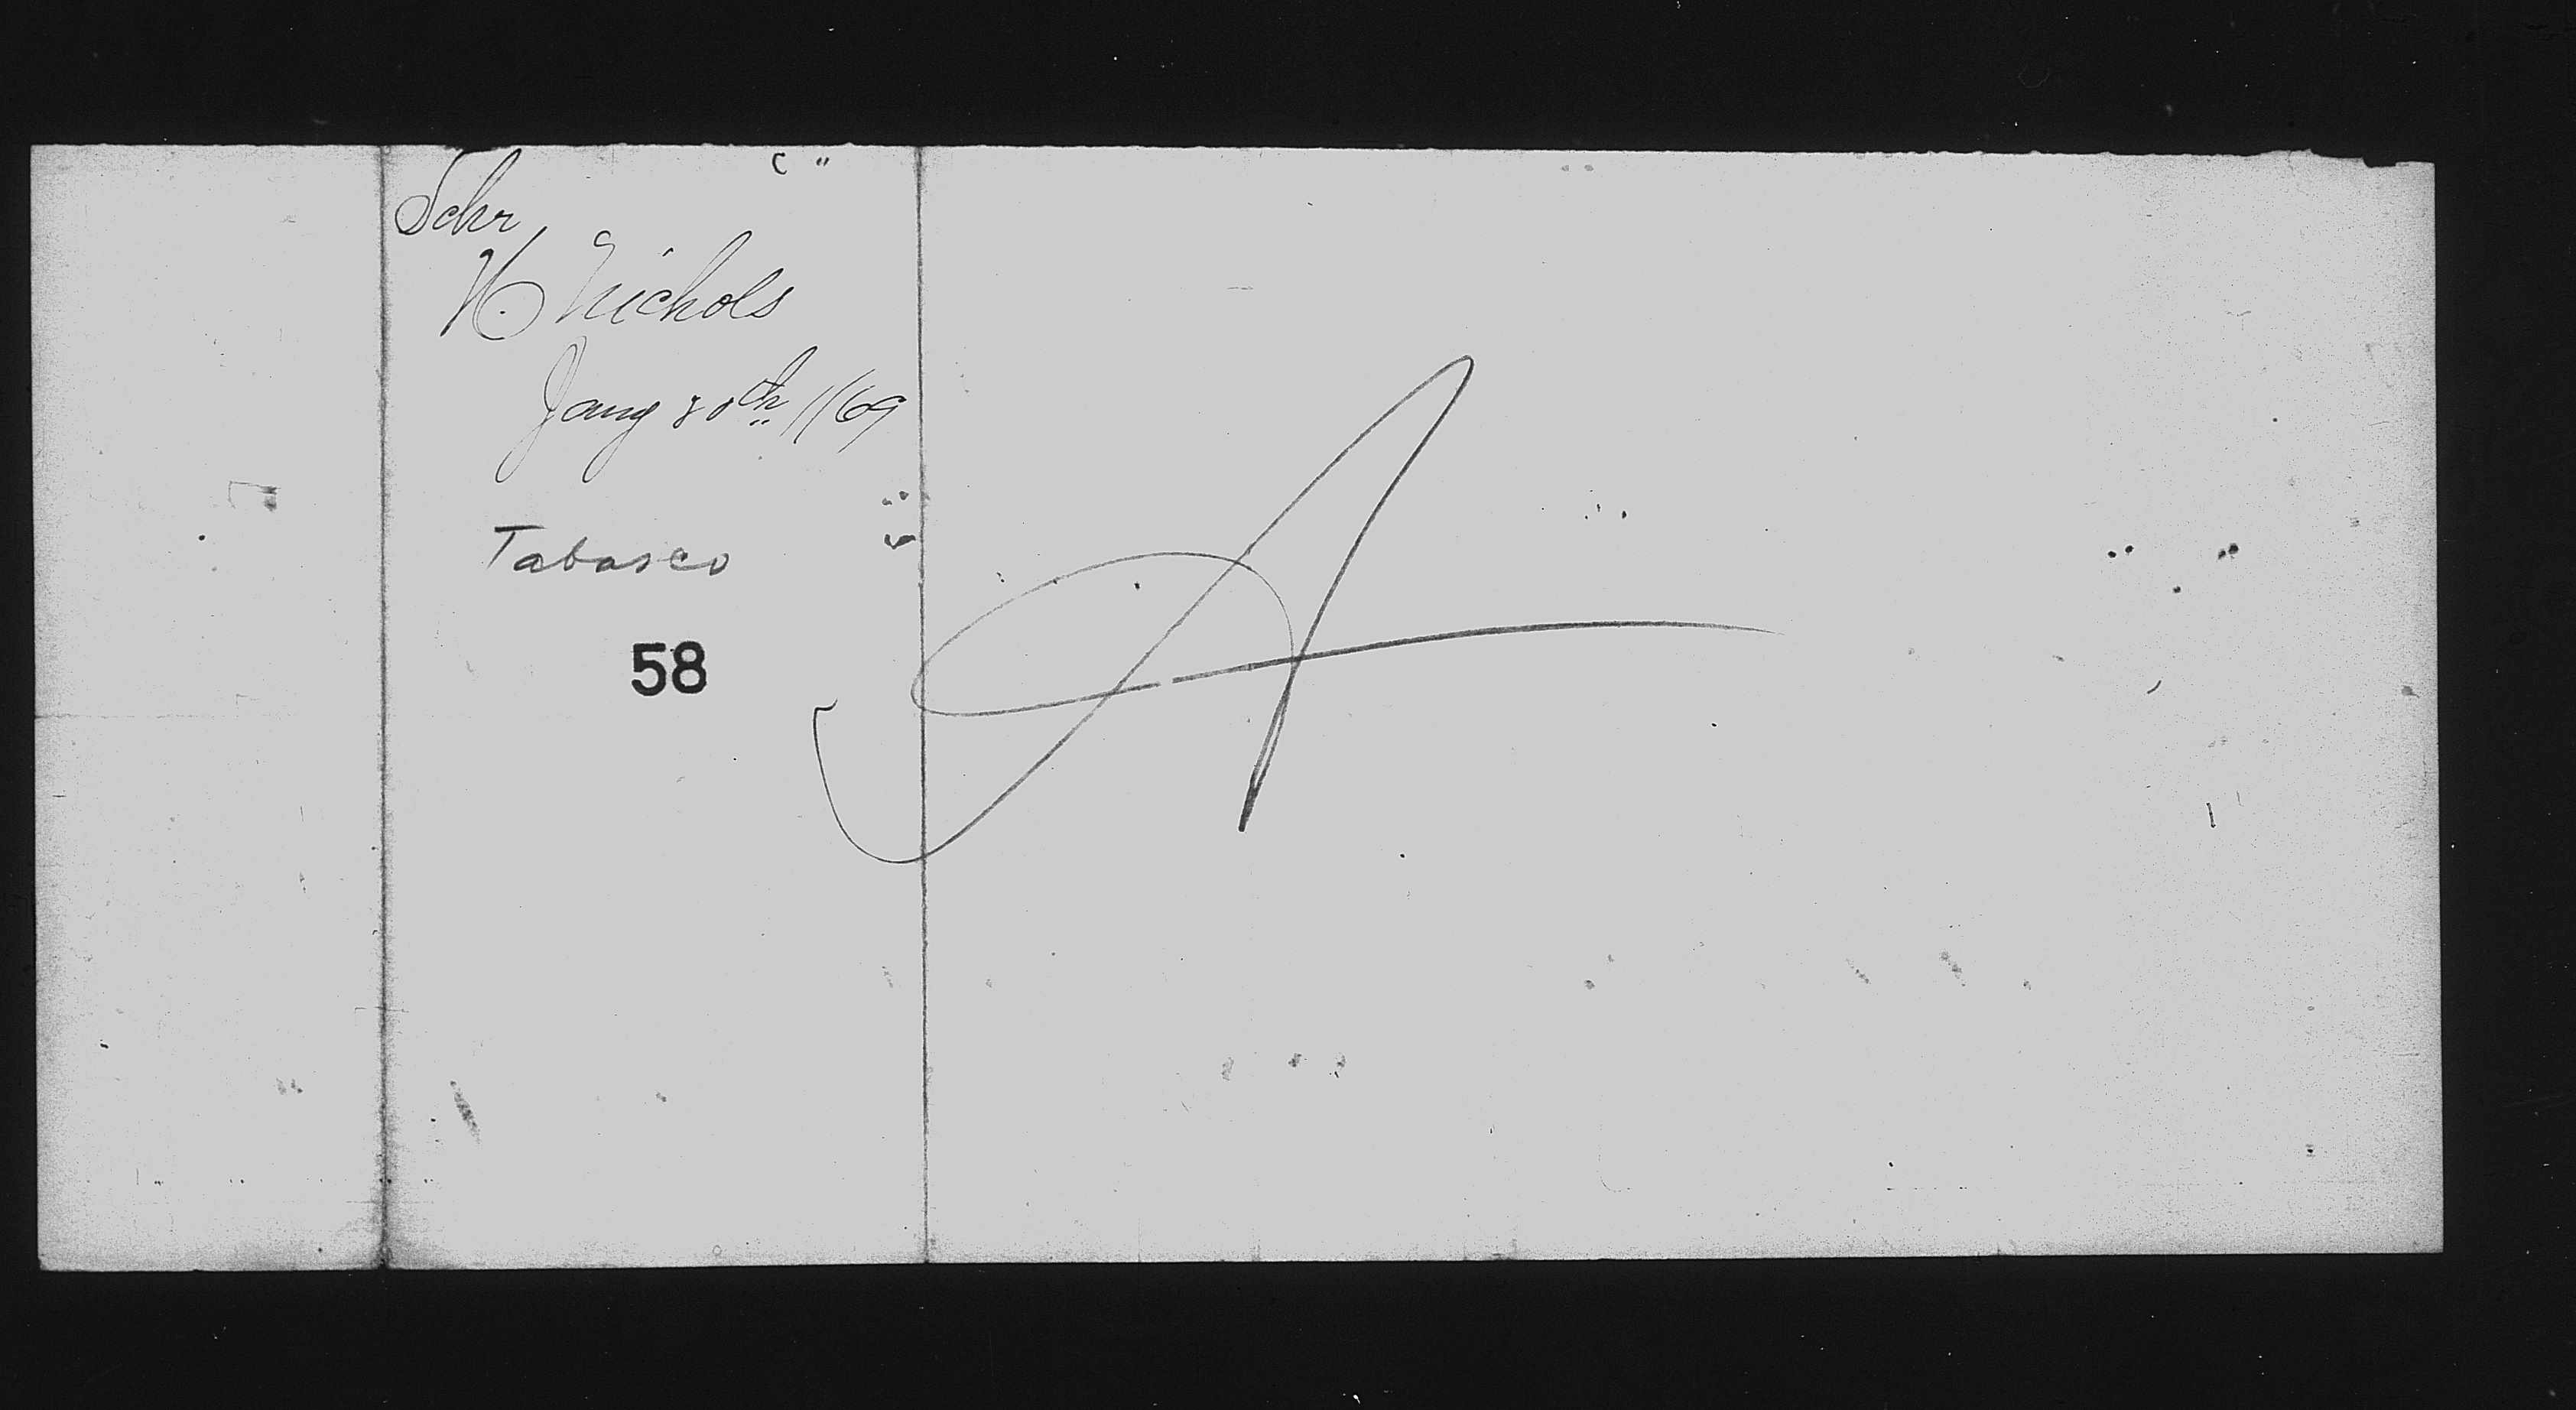 Schr
H. Nichols
Jany 30th 1/69
Tabasco
58
A